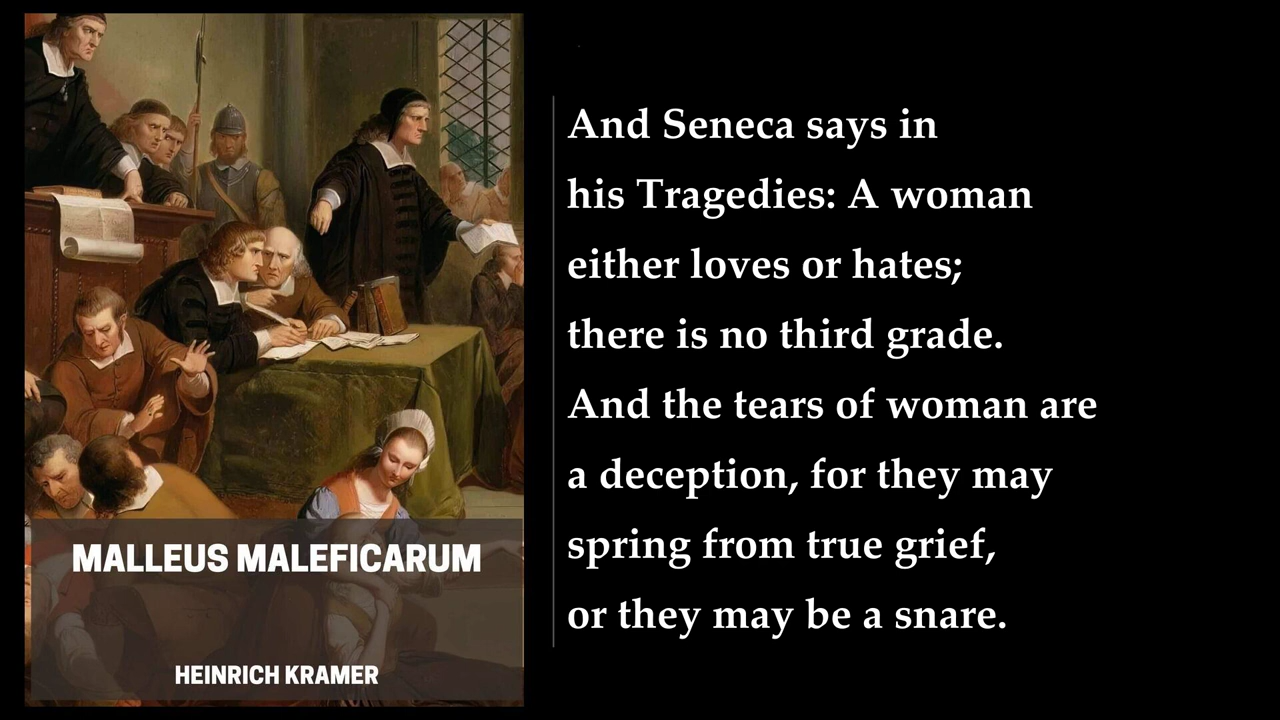 MALLEUS MALEFICARUM
HEINRICH KRAMER
And Seneca says in
his Tragedies: A woman
either loves or hates;
there is no third grade.
And the tears of woman are
a deception, for they may
spring from true grief,
or they may be a snare.